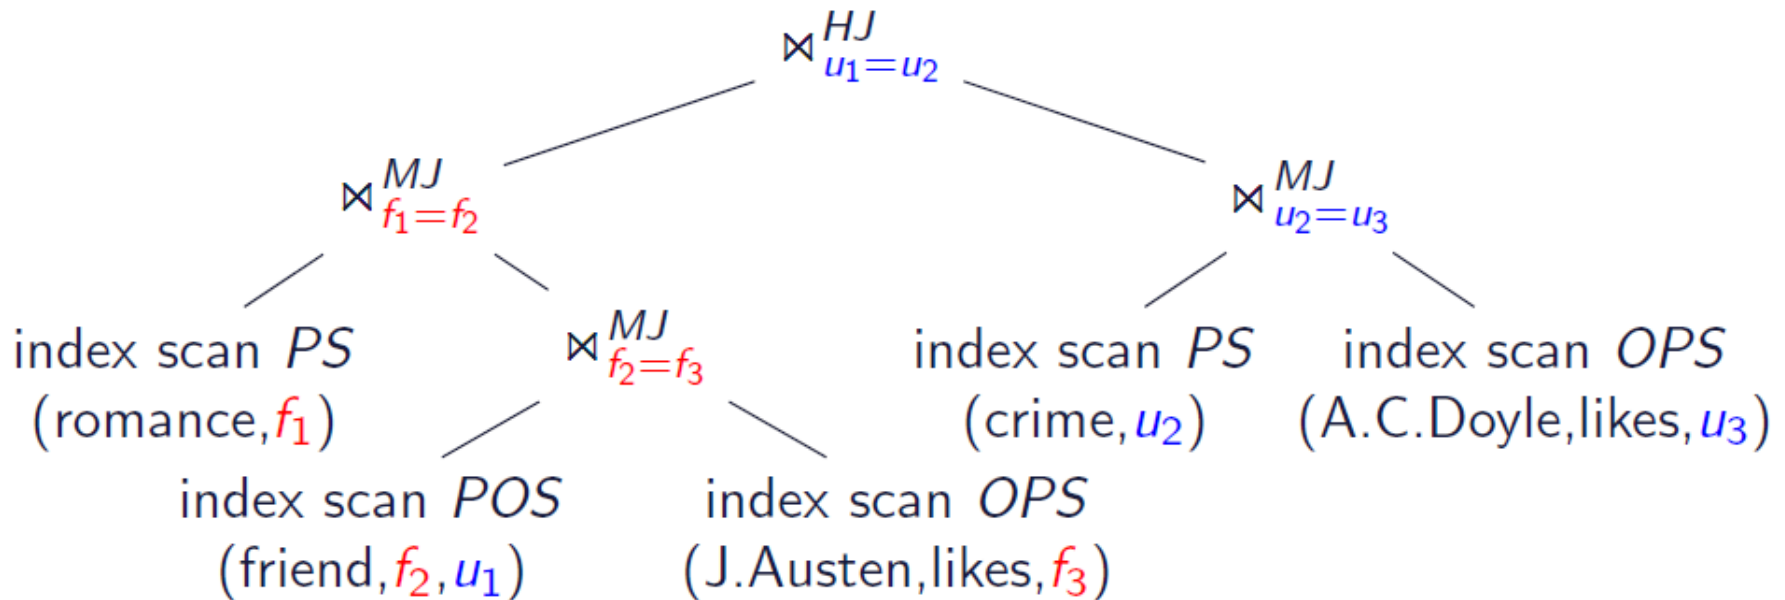 ⋈ HJ u1=u2
⋈ MJ f1=f2
⋈ MJ u2=u3
index scan PS
(romance,f1)
⋈ MJ f2=f3
index scan PS
(crime,u2)
index scan OPS
(A.C.Doyle,likes,u3)
index scan POS
(friend,f2,u1)
index scan OPS
(J.Austen,likes,f3)